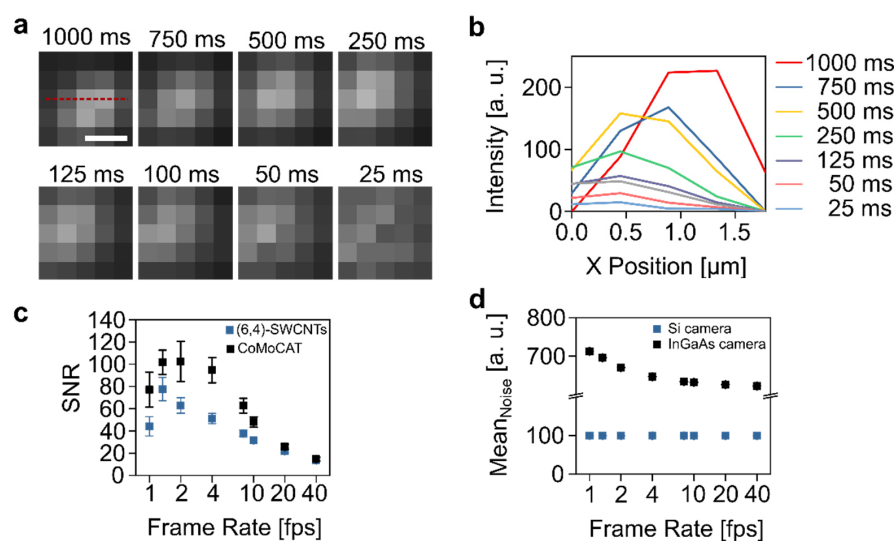 a
1000 ms 750 ms 500 ms 250 ms
125 ms 100 ms 50 ms 25 ms
b
Intensity [a. u.]
200
100
0
0.0 0.5 1.0 1.5
X Position [µm]
1000 ms
750 ms
500 ms
250 ms
125 ms
50 ms
25 ms
c
SNR
140
120
100
80
60
40
20
0
(6,4)-SWCNTs
CoMoCAT
1 2 4 10 20 40
Frame Rate [fps]
d
Mean_Noise [a. u.]
800
700
100
0
Si camera
InGaAs camera
1 2 4 10 20 40
Frame Rate [fps]